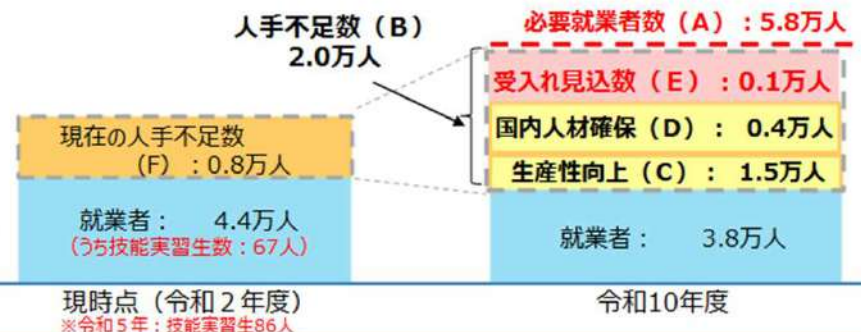 人手不足数（B）
2.0万人
必要就業者数（A）：5.8万人
受入れ見込数（E）：0.1万人
国内人材確保（D）： 0.4万人
生産性向上（C）： 1.5万人
現在の人手不足数
（F）：0.8万人
就業者： 4.4万人
（うち技能実習生数：67人）
就業者： 3.8万人
現時点（令和２年度）
※令和５年：技能実習生86人
令和10年度